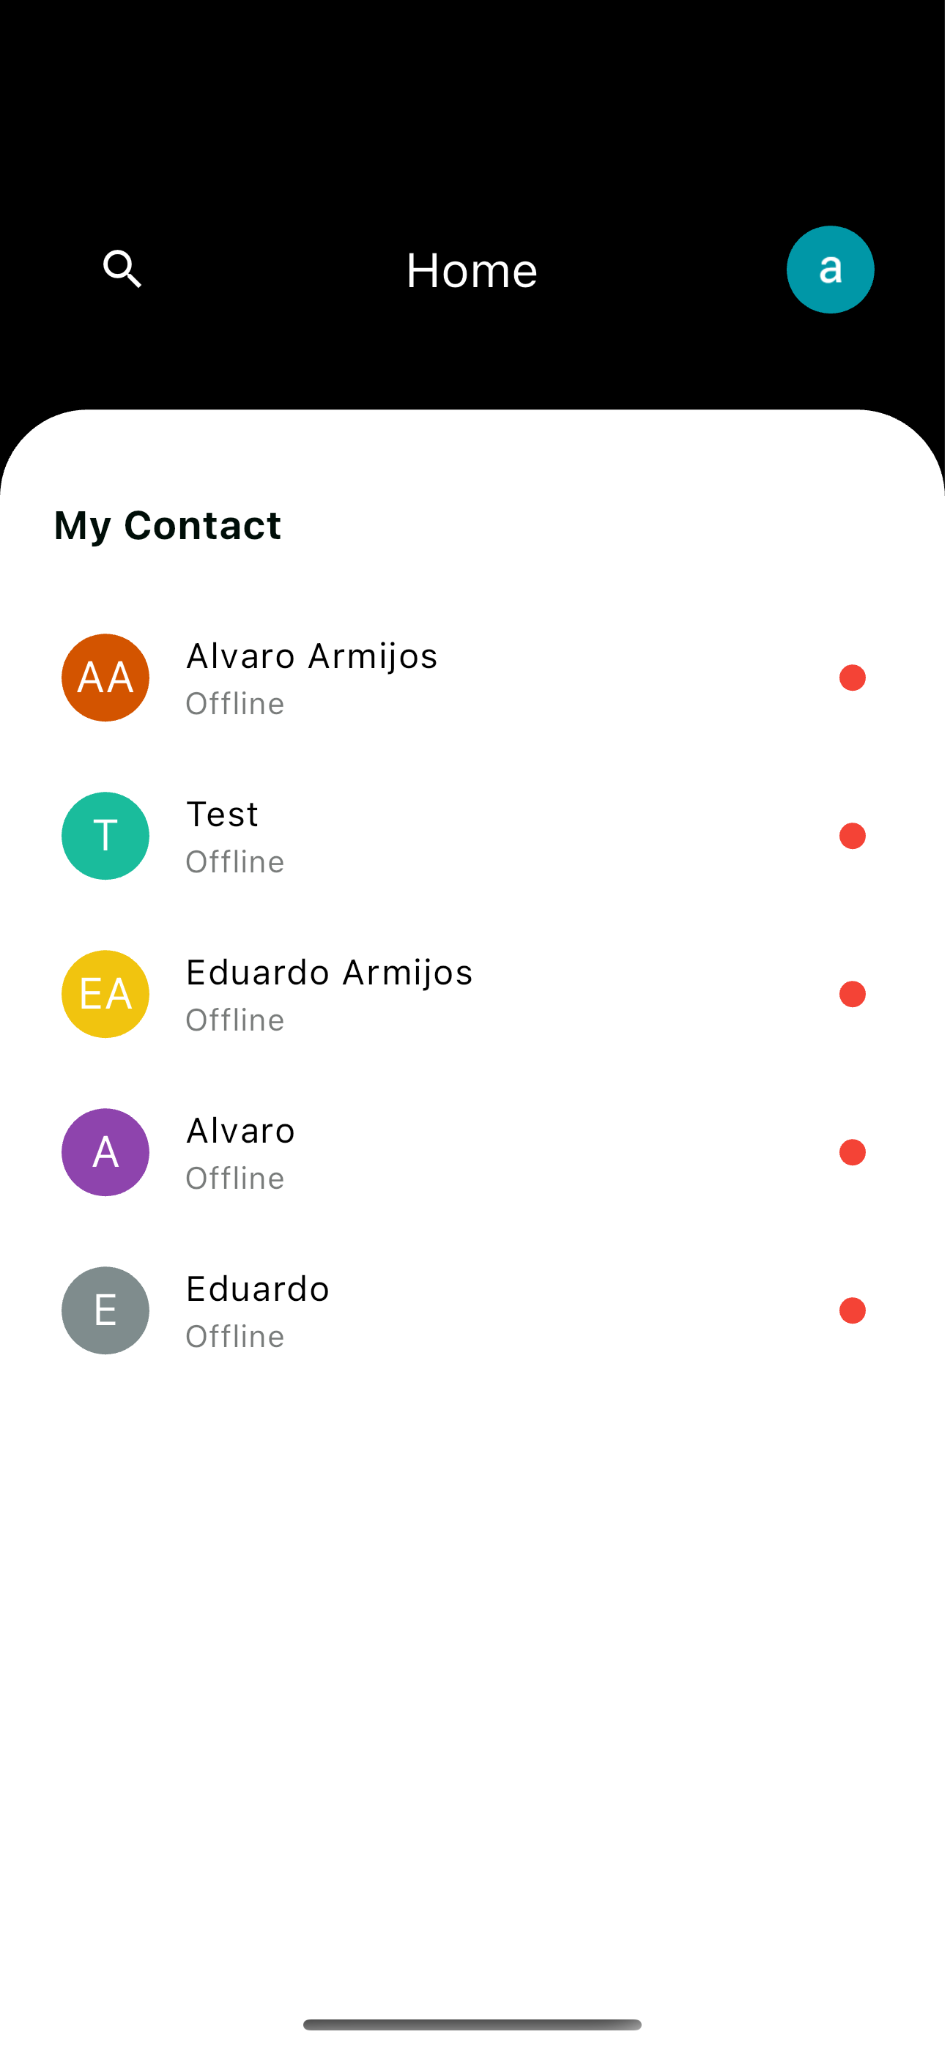 Home
a
My Contact
AA
Alvaro Armijos
Offline
T
Test
Offline
EA
Eduardo Armijos
Offline
A
Alvaro
Offline
E
Eduardo
Offline